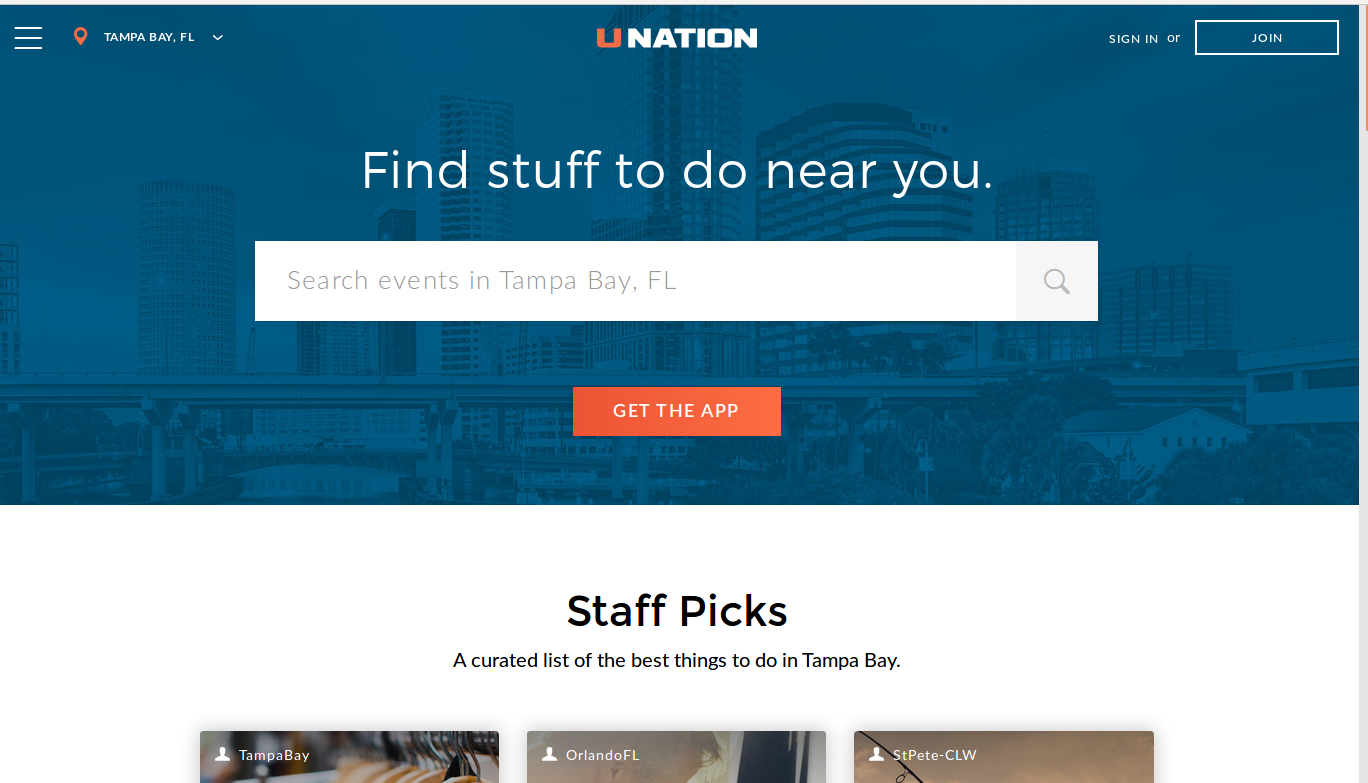 TAMPA BAY, FL
UNATION
SIGN IN or JOIN
Find stuff to do near you.
Search events in Tampa Bay, FL
GET THE APP
Staff Picks
A curated list of the best things to do in Tampa Bay.
TampaBay
OrlandoFL
StPete-CLW